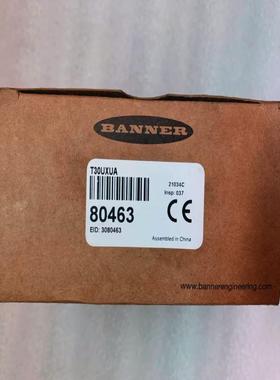 BANNER
T30UXUA
21034C
Insp: 037
80463
CE
EID: 3080463
Assembled in China
www.bannerengineering.com